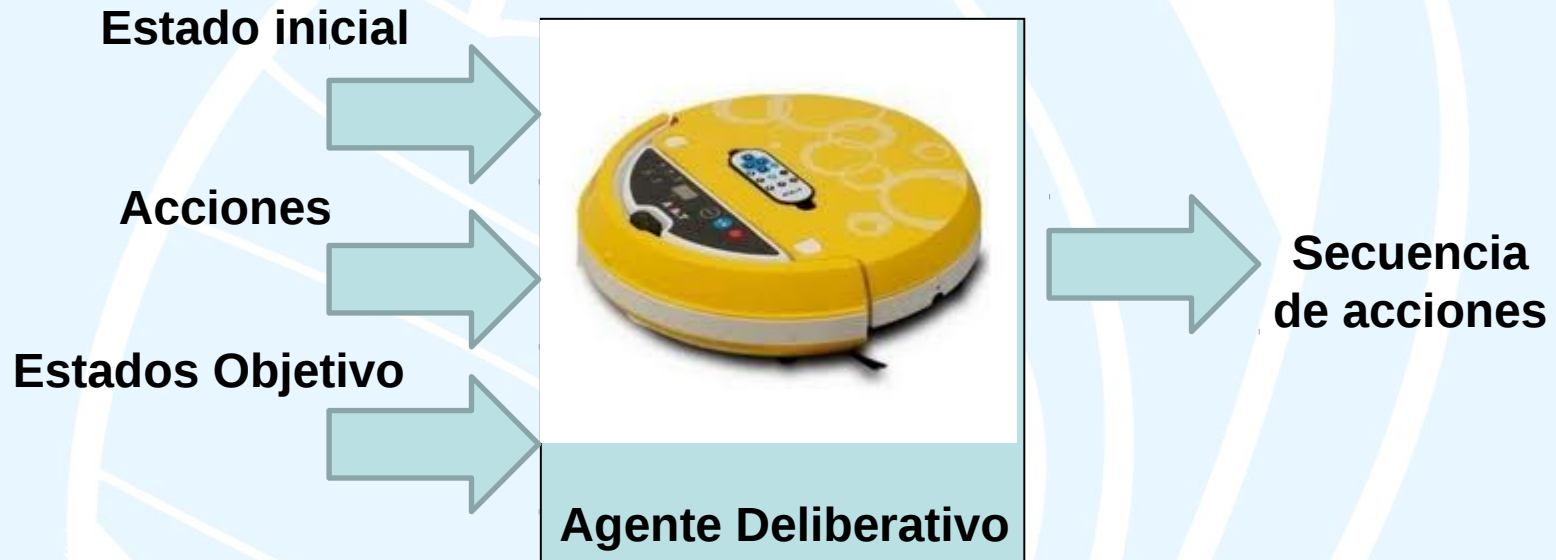 Estado inicial
Acciones
Estados Objetivo
Agente Deliberativo
Secuencia
de acciones